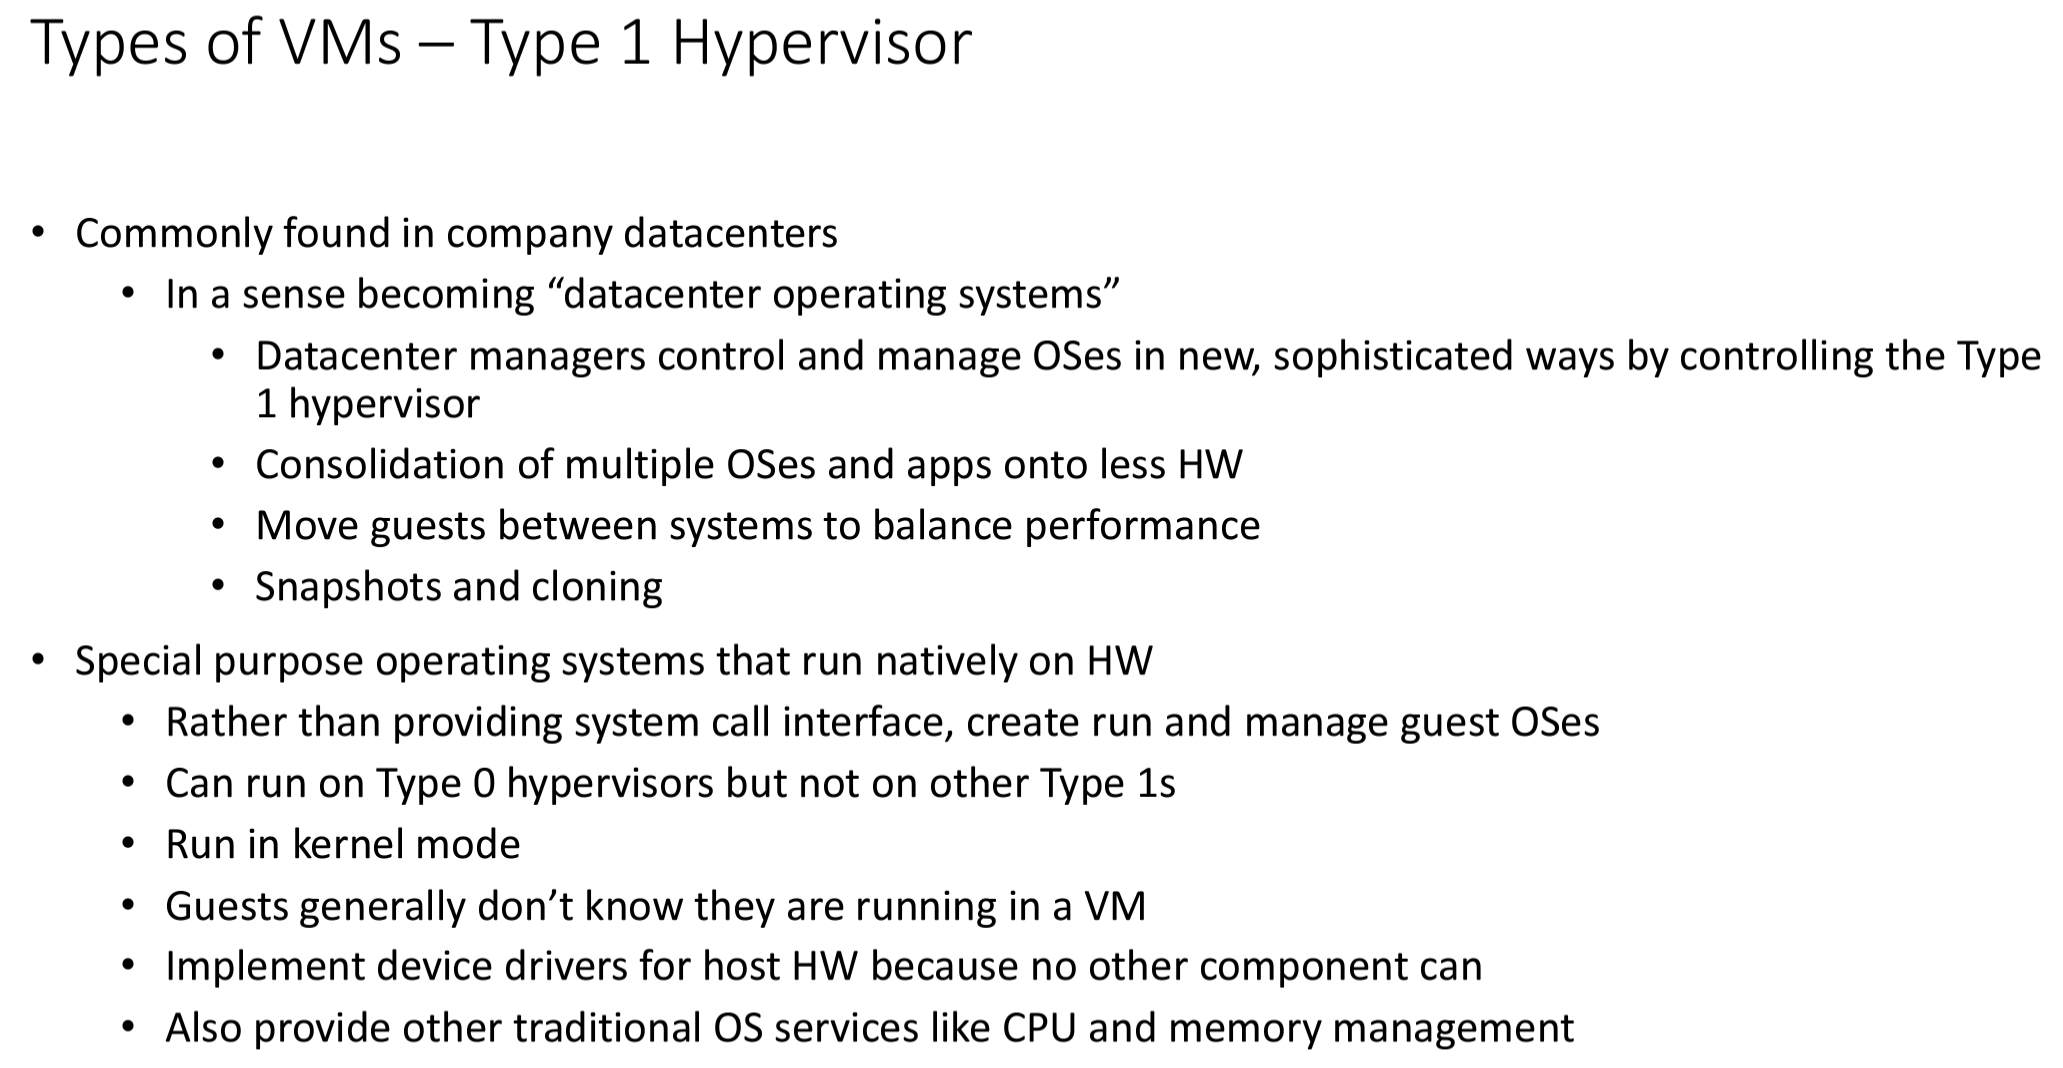 Types of VMs – Type 1 Hypervisor
• Commonly found in company datacenters
• In a sense becoming “datacenter operating systems”
• Datacenter managers control and manage OSes in new, sophisticated ways by controlling the Type
1 hypervisor
• Consolidation of multiple OSes and apps onto less HW
• Move guests between systems to balance performance
• Snapshots and cloning
• Special purpose operating systems that run natively on HW
• Rather than providing system call interface, create run and manage guest OSes
• Can run on Type 0 hypervisors but not on other Type 1s
• Run in kernel mode
• Guests generally don’t know they are running in a VM
• Implement device drivers for host HW because no other component can
• Also provide other traditional OS services like CPU and memory management